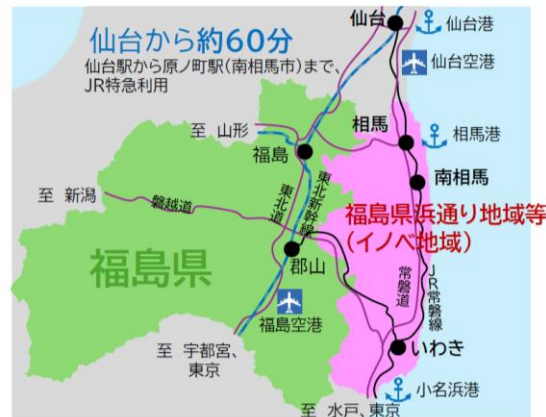 仙台から約60分
仙台駅から原ノ町駅(南相馬市)まで、
JR特急利用
仙台
仙台港
仙台空港
至 山形
相馬
相馬港
福島
南相馬
至 新潟
磐越道
東北道
東北新幹線
福島県浜通り地域等
(イノベ地域)
福島県
郡山
常磐道
JR常磐線
福島空港
いわき
至 宇都宮、
東京
小名浜港
至 水戸、東京